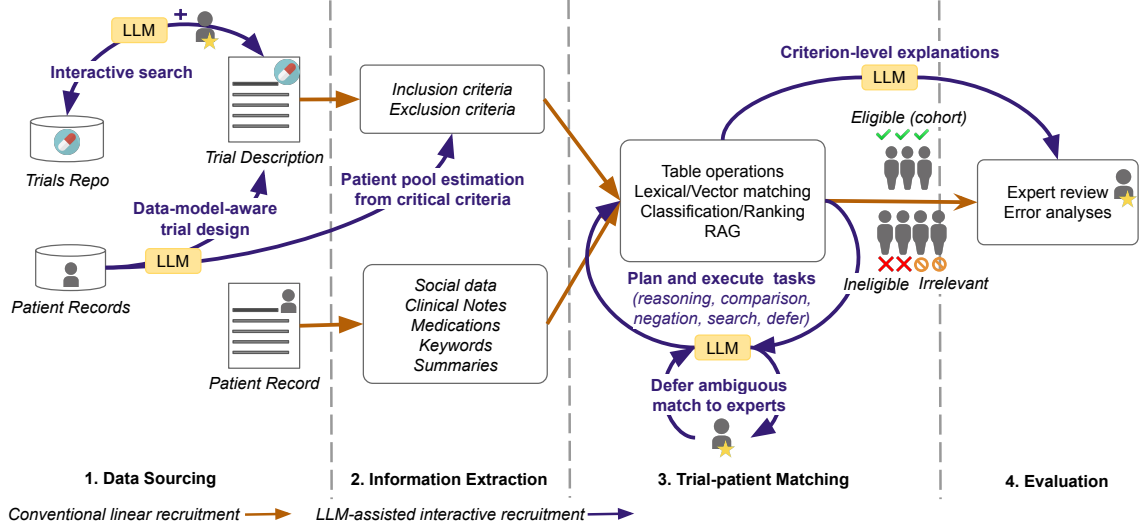 LLM
+
Interactive search
Trials Repo
Trial Description
Data-model-aware
trial design
LLM
Patient Records
Patient Record
Inclusion criteria
Exclusion criteria
Patient pool estimation
from critical criteria
Social data
Clinical Notes
Medications
Keywords
Summaries
Criterion-level explanations
LLM
Eligible (cohort)
Table operations
Lexical/Vector matching
Classification/Ranking
RAG
Ineligible
Irrelevant
Plan and execute tasks
(reasoning, comparison,
negation, search, defer)
LLM
Defer ambiguous
match to experts
Expert review
Error analyses
1. Data Sourcing
2. Information Extraction
3. Trial-patient Matching
4. Evaluation
Conventional linear recruitment
LLM-assisted interactive recruitment